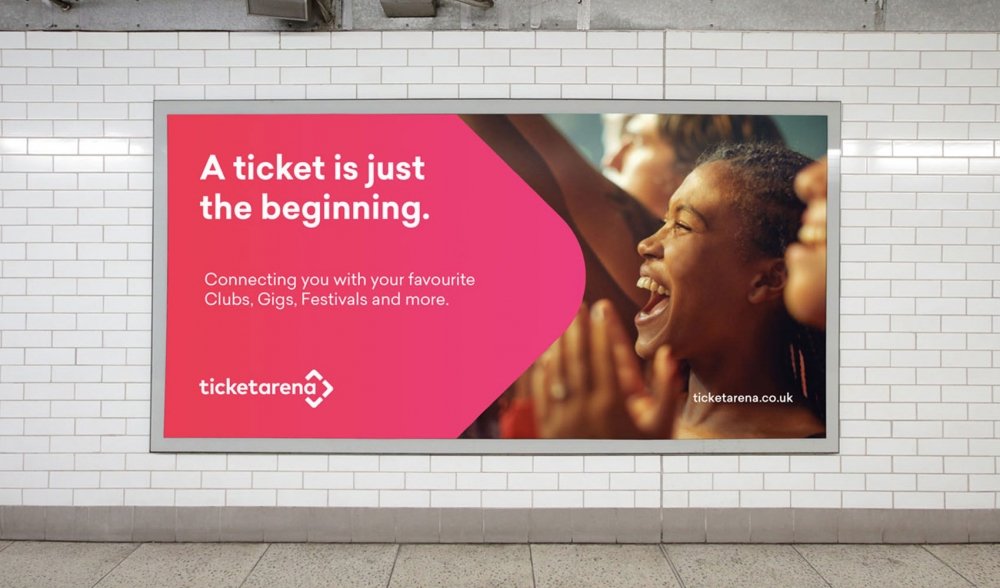 A ticket is just
the beginning.
Connecting you with your favourite
Clubs, Gigs, Festivals and more.
ticketarena
ticketarena.co.uk